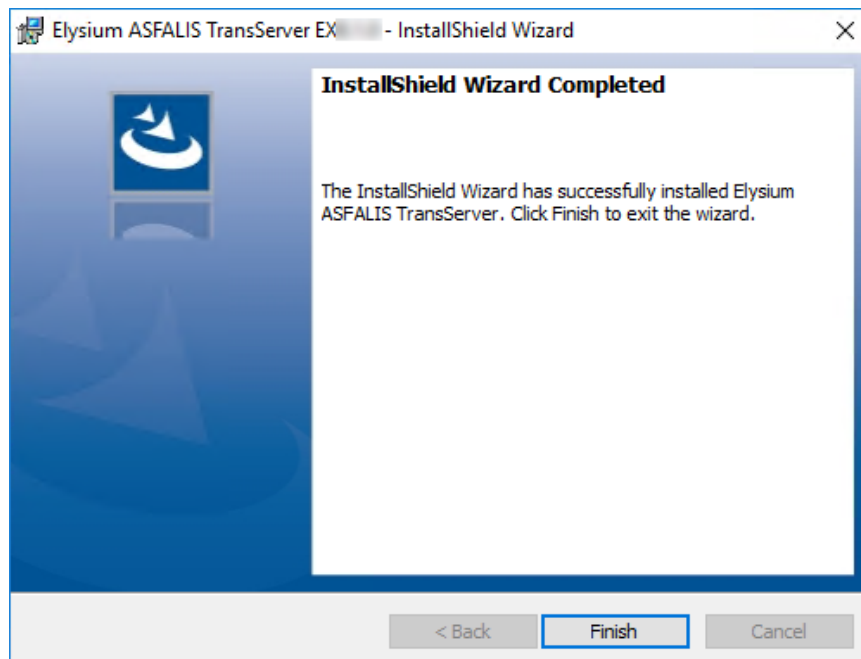 Elysium ASFALIS TransServer EX - InstallShield Wizard
InstallShield Wizard Completed
The InstallShield Wizard has successfully installed Elysium
ASFALIS TransServer. Click Finish to exit the wizard.
< Back
Finish
Cancel